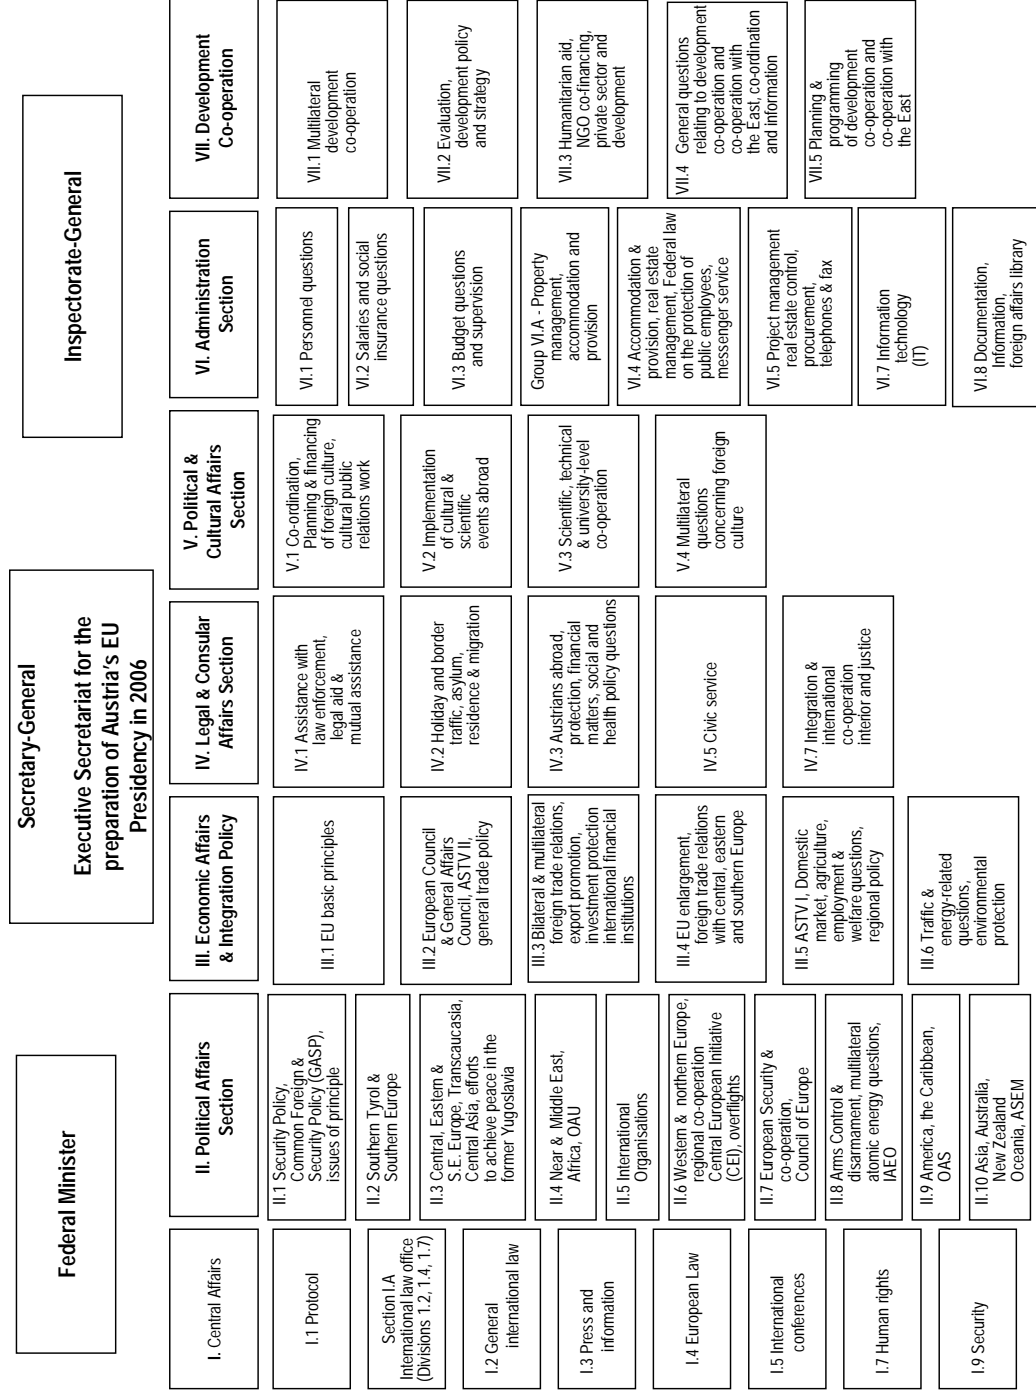 Federal Minister
Secretary-General
Executive Secretariat for the
preparation of Austria's EU
Presidency in 2006
Inspectorate-General
I. Central Affairs
I.1 Protocol
Section I.A
International law office
(Divisions 1.2, 1.4, 1.7)
I.2 General
international law
I.3 Press and
information
I.4 European Law
I.5 International
conferences
I.7 Human rights
I.9 Security
II. Political Affairs
Section
II.1 Security Policy,
Common Foreign &
Security Policy (GASP),
issues of principle
II.2 Southern Tyrol &
Southern Europe
II.3 Central, Eastern &
S.E. Europe, Transcaucasia,
Central Asia, efforts
to achieve peace in the
former Yugoslavia
II.4 Near & Middle East,
Africa, OAU
II.5 International
Organisations
II.6 Western & northern Europe,
regional co-operation
Central European Initiative
(CEI), overflights
II.7 European Security &
co-operation,
Council of Europe
II.8 Arms Control &
disarmament, multilateral
atomic energy questions,
IAEO
II.9 America, the Caribbean,
OAS
II.10 Asia, Australia,
New Zealand
Oceania, ASEM
III. Economic Affairs
& Integration Policy
III.1 EU basic principles
III.2 European Council
& General Affairs
Council, ASTV II,
general trade policy
III.3 Bilateral & multilateral
foreign trade relations,
export promotion,
investment protection
international financial
institutions
III.4 EU enlargement,
foreign trade relations
with central, eastern
and southern Europe
III.5 ASTV I, Domestic
market, agriculture,
employment &
welfare questions,
regional policy
III.6 Traffic &
energy-related
questions,
environmental
protection
IV. Legal & Consular
Affairs Section
IV.1 Assistance with
law enforcement,
legal aid &
mutual assistance
IV.2 Holiday and border
traffic, asylum,
residence & migration
IV.3 Austrians abroad,
protection, financial
matters, social and
health policy questions
IV.5 Civic service
IV.7 Integration &
international
co-operation
interior and justice
V. Political &
Cultural Affairs
Section
V.1 Co-ordination,
Planning & financing
of foreign culture,
cultural public
relations work
V.2 Implementation
of cultural &
scientific
events abroad
V.3 Scientific, technical
& university-level
co-operation
V.4 Multilateral
questions
concerning foreign
culture
VI. Administration
Section
VI.1 Personnel questions
VI.2 Salaries and social
insurance questions
VI.3 Budget questions
and supervision
Group VI.A - Property
management,
accommodation and
provision
VI.4 Accommodation &
provision, real estate
management, Federal law
on the protection of
public employees,
messenger service
VI.5 Project management
real estate control,
procurement,
telephones & fax
VI.7 Information
technology
(IT)
VI.8 Documentation,
Information,
foreign affairs library
VII. Development
Co-operation
VII.1 Multilateral
development
co-operation
VII.2 Evaluation,
development policy
and strategy
VII.3 Humanitarian aid,
NGO co-financing,
private sector and
development
VII.4 General questions
relating to development
co-operation and
co-operation with
the East, co-ordination
and information
VII.5 Planning &
programming
of development
co-operation and
co-operation with
the East